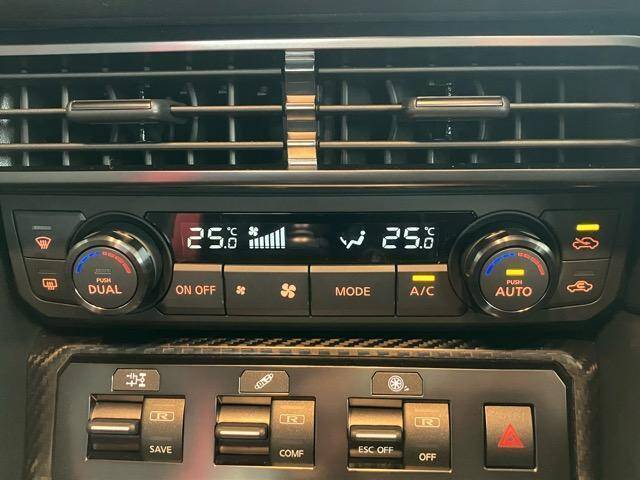 25.0°C 25.0°C
PUSH
DUAL
ON OFF
MODE
A/C
PUSH
AUTO
R
SAVE
R
COMF
ESC OFF
R
OFF